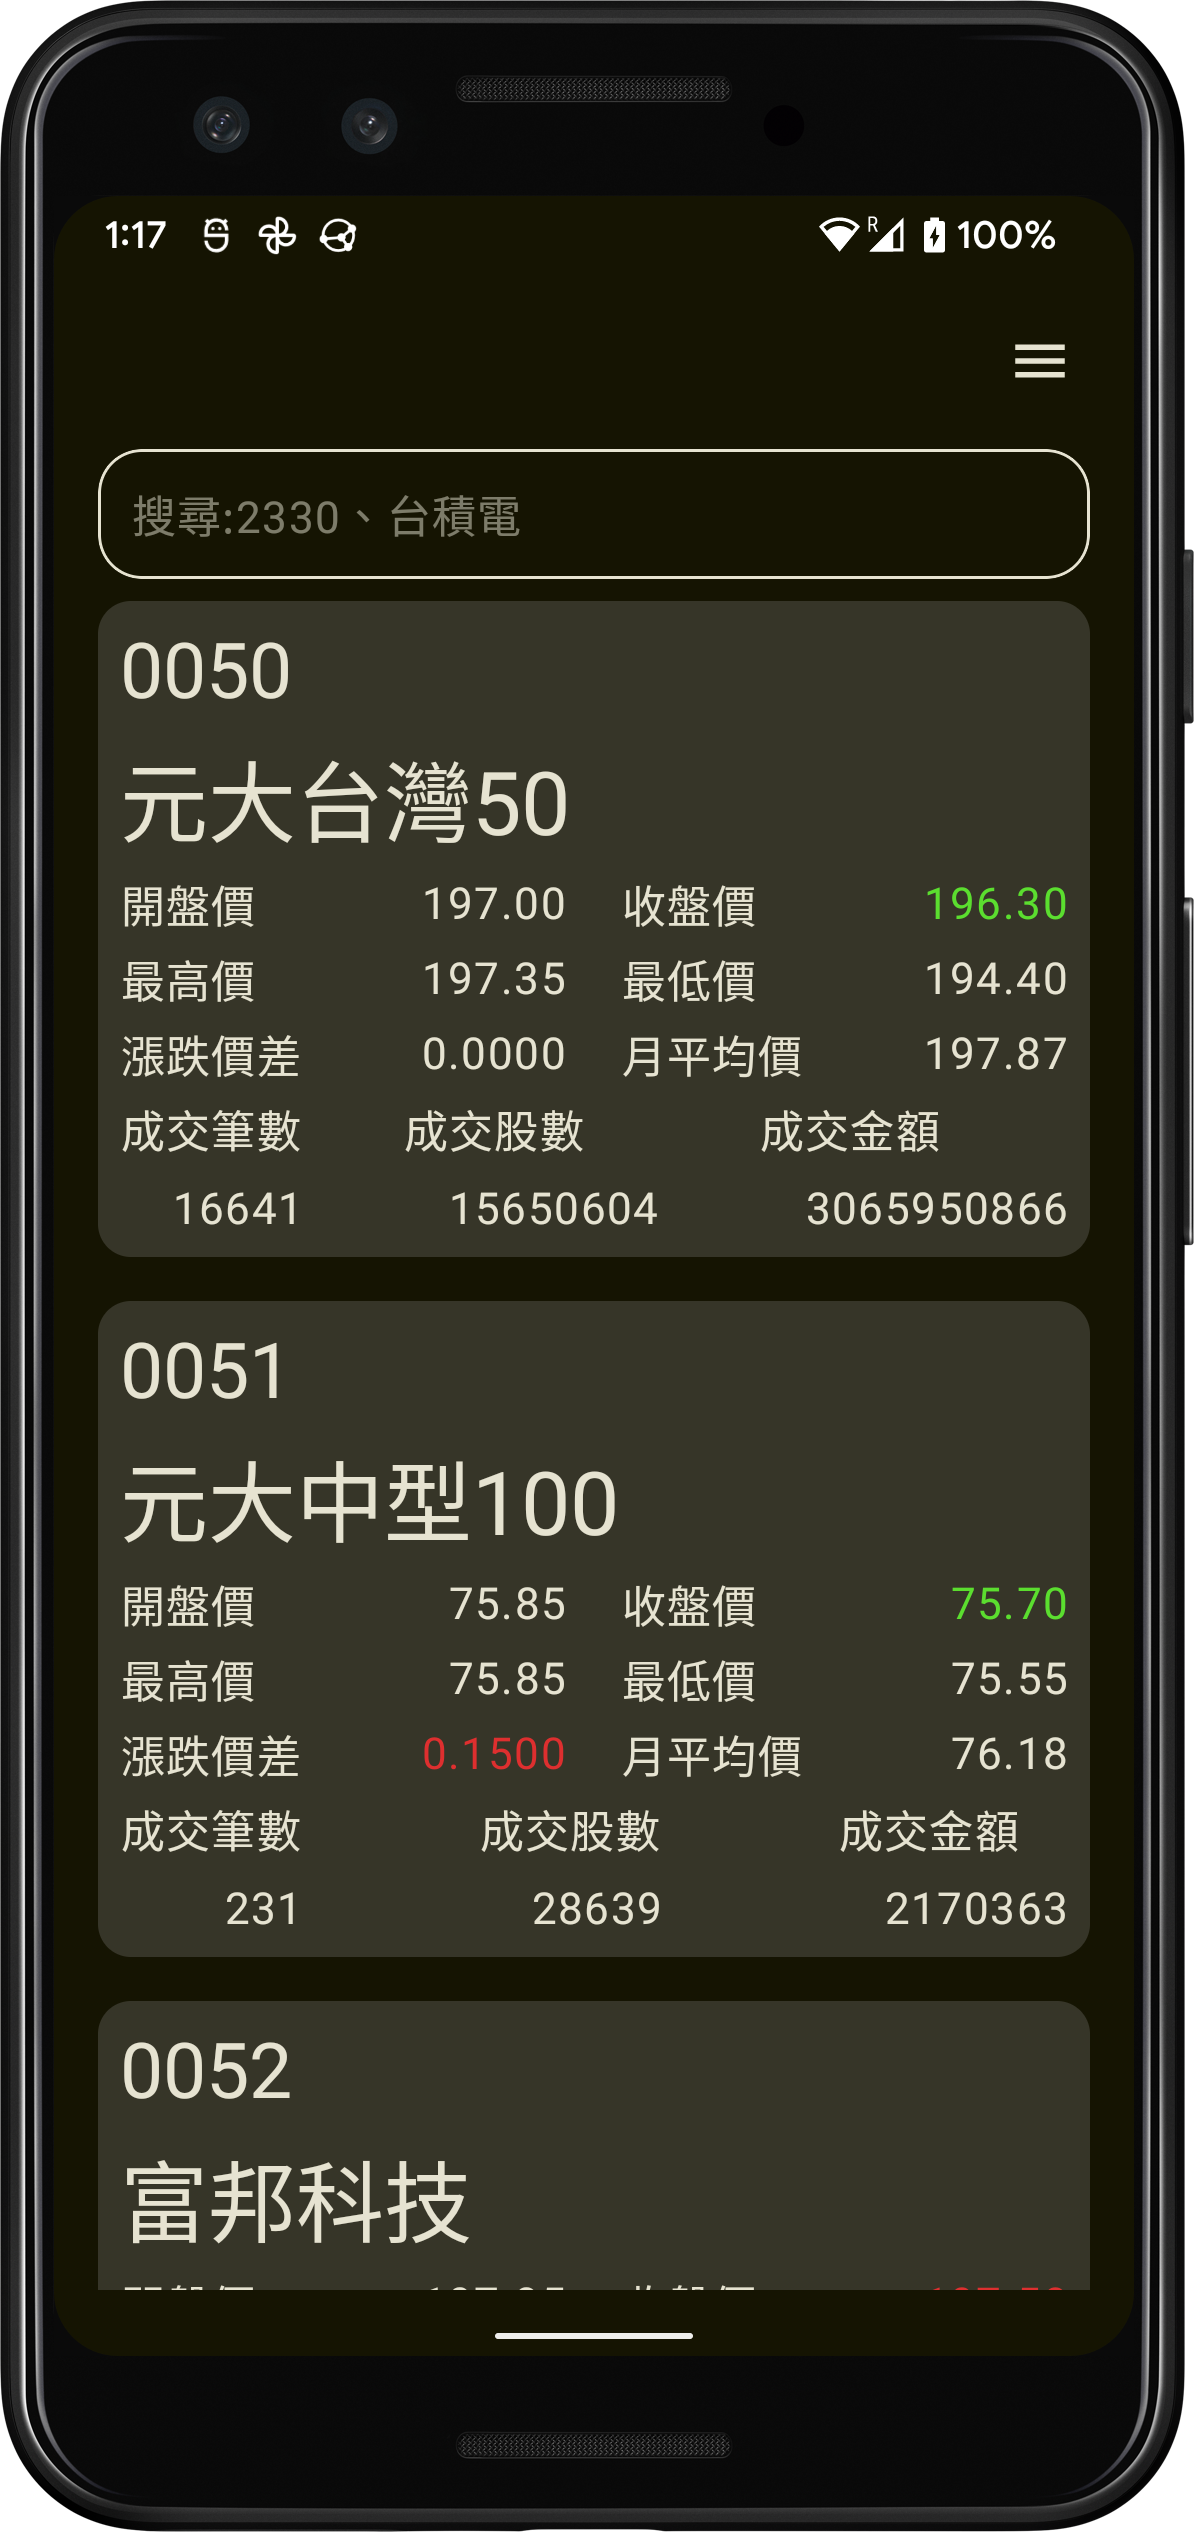 1:17 R 100%
搜尋:2330、台積電
0050
元大台灣50
開盤價 197.00 收盤價 196.30
最高價 197.35 最低價 194.40
漲跌價差 0.0000 月平均價 197.87
成交筆數 成交股數 成交金額
16641 15650604 3065950866
0051
元大中型100
開盤價 75.85 收盤價 75.70
最高價 75.85 最低價 75.55
漲跌價差 0.1500 月平均價 76.18
成交筆數 成交股數 成交金額
231 28639 2170363
0052
富邦科技